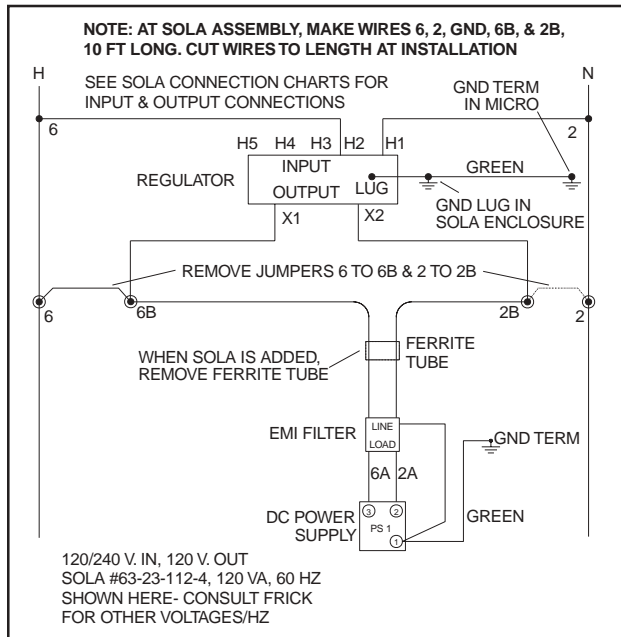 NOTE: AT SOLA ASSEMBLY, MAKE WIRES 6, 2, GND, 6B, & 2B,
10 FT LONG. CUT WIRES TO LENGTH AT INSTALLATION
H
N
SEE SOLA CONNECTION CHARTS FOR
INPUT & OUTPUT CONNECTIONS
GND TERM
IN MICRO
6
2
H5 H4 H3 H2 H1
REGULATOR
INPUT
OUTPUT
LUG
GREEN
GND LUG IN
SOLA ENCLOSURE
X1
X2
REMOVE JUMPERS 6 TO 6B & 2 TO 2B
6
6B
2B
2
WHEN SOLA IS ADDED,
REMOVE FERRITE TUBE
FERRITE
TUBE
EMI FILTER
LINE
LOAD
GND TERM
6A
2A
DC POWER
SUPPLY
3
2
PS 1
1
GREEN
120/240 V. IN, 120 V. OUT
SOLA #63-23-112-4, 120 VA, 60 HZ
SHOWN HERE- CONSULT FRICK
FOR OTHER VOLTAGES/HZ